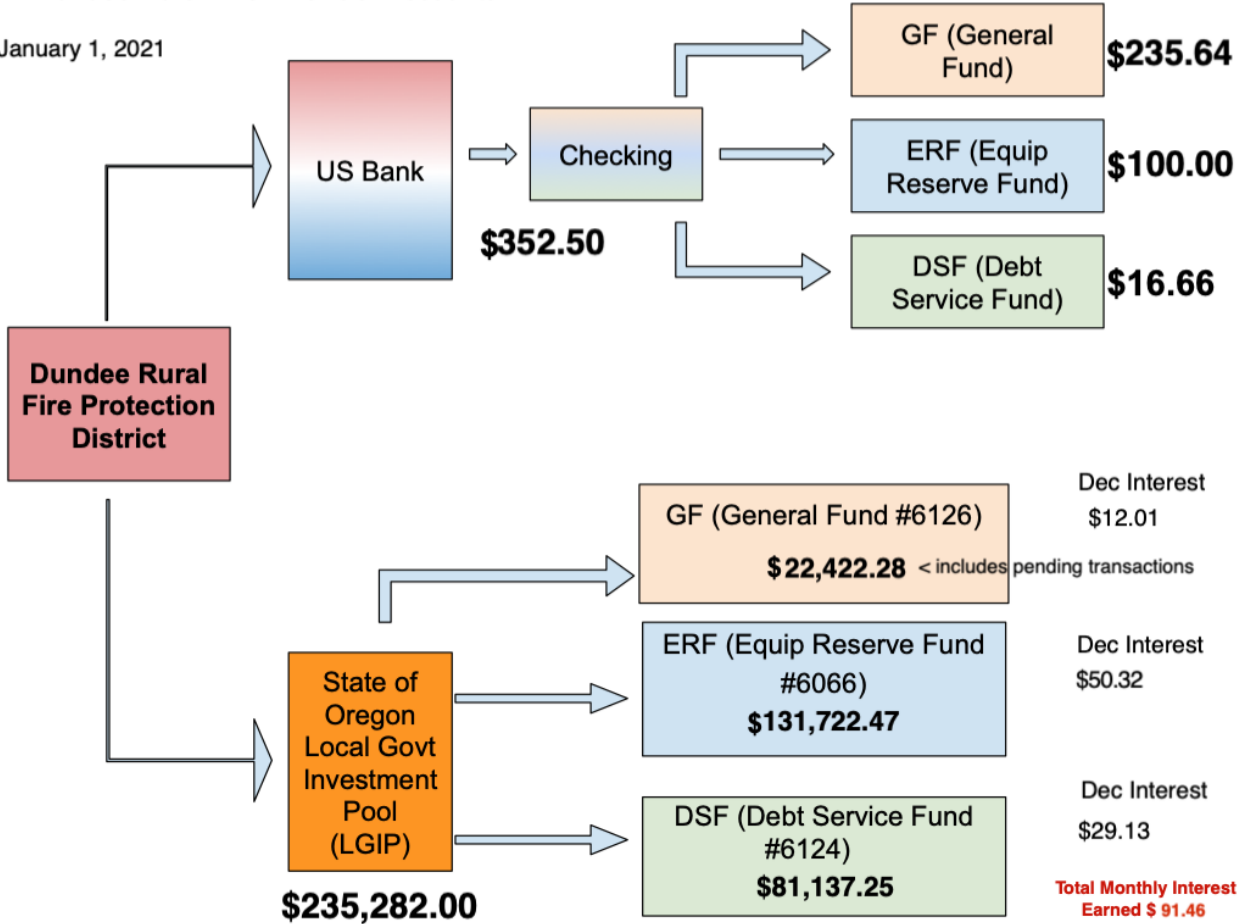 January 1, 2021
US Bank
$352.50
Checking
GF (General
Fund)
$235.64
ERF (Equip
Reserve Fund)
$100.00
DSF (Debt
Service Fund)
$16.66
Dundee Rural
Fire Protection
District
State of
Oregon
Local Govt
Investment
Pool
(LGIP)
$235,282.00
GF (General Fund #6126)
$22,422.28 < includes pending transactions
Dec Interest
$12.01
ERF (Equip Reserve Fund
#6066)
$131,722.47
Dec Interest
$50.32
DSF (Debt Service Fund
#6124)
$81,137.25
Dec Interest
$29.13
Total Monthly Interest
Earned $ 91.46